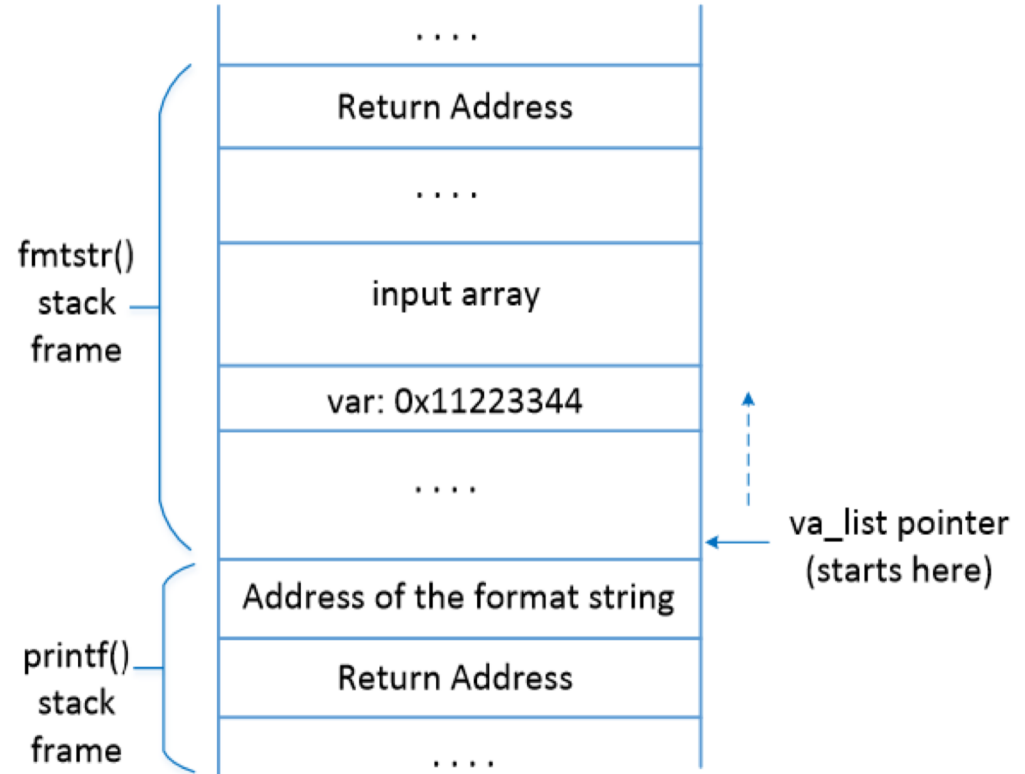 . . . .
Return Address
. . . .
fmtstr()
stack
frame
input array
var: 0x11223344
. . . .
va_list pointer
(starts here)
Address of the format string
printf()
stack
frame
Return Address
. . . .